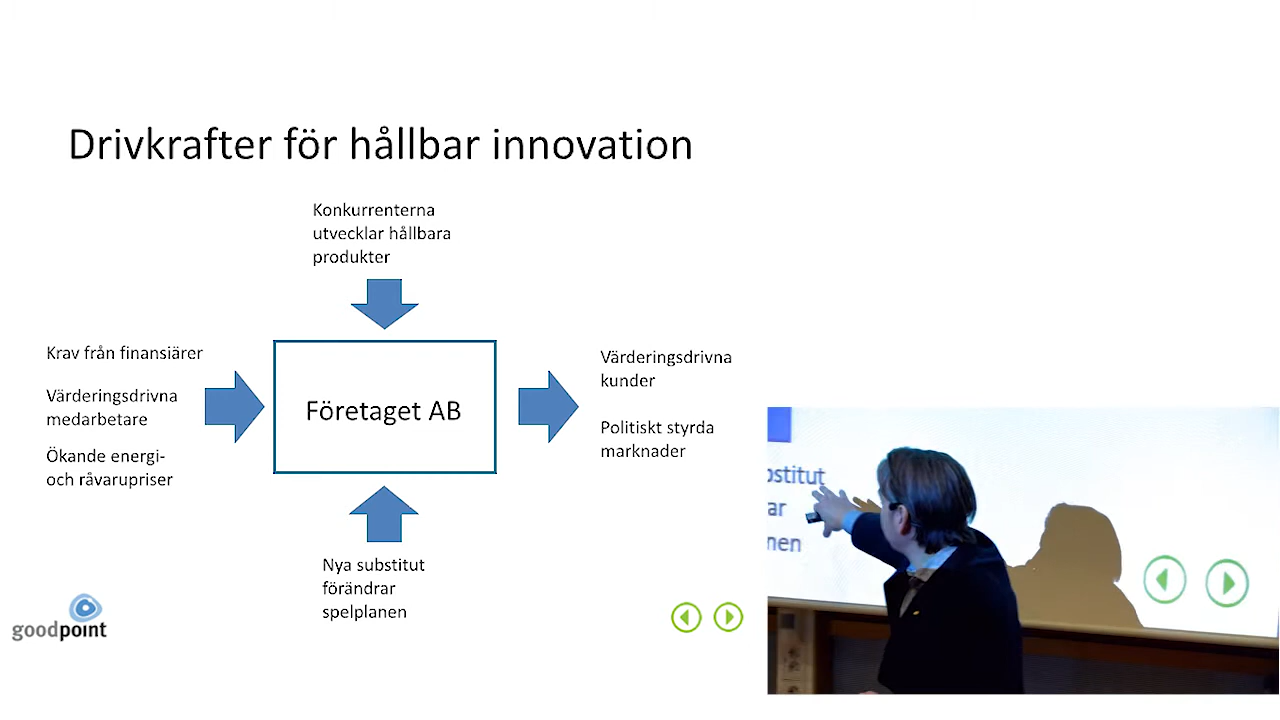 Drivkrafter för hållbar innovation
Konkurrenterna
utvecklar hållbara
produkter
Krav från finansiärer
Värderingsdrivna
medarbetare
Ökande energi-
och råvarupriser
Företaget AB
Värderingsdrivna
kunder
Politiskt styrda
marknader
Nya substitut
förändrar
spelplanen
goodpoint
bstitut
ar
nen